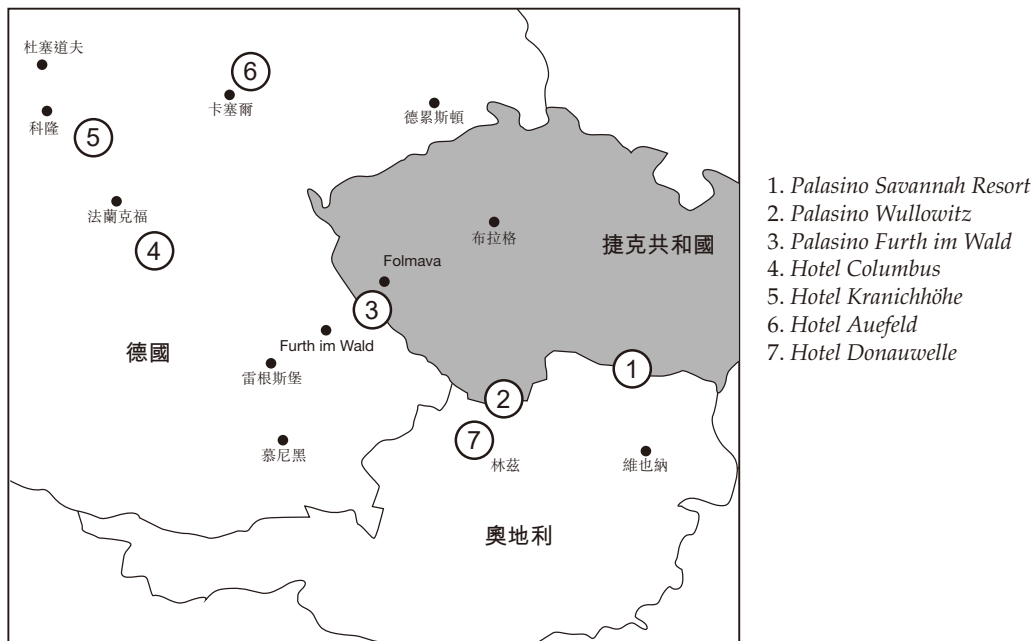 杜塞道夫
6
卡塞爾
德累斯頓
科隆
5
法蘭克福
4
布拉格
捷克共和國
Folmava
3
Furth im Wald
德國
雷根斯堡
1
2
7
慕尼黑
林茲
維也納
奧地利
1. Palasino Savannah Resort
2. Palasino Wullowitz
3. Palasino Furth im Wald
4. Hotel Columbus
5. Hotel Kranichhöhe
6. Hotel Auefeld
7. Hotel Donauwelle